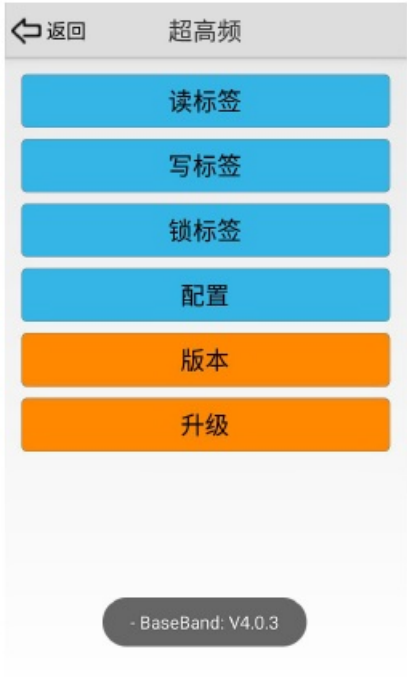 返回 超高频
读标签
写标签
锁标签
配置
版本
升级
- BaseBand: V4.0.3